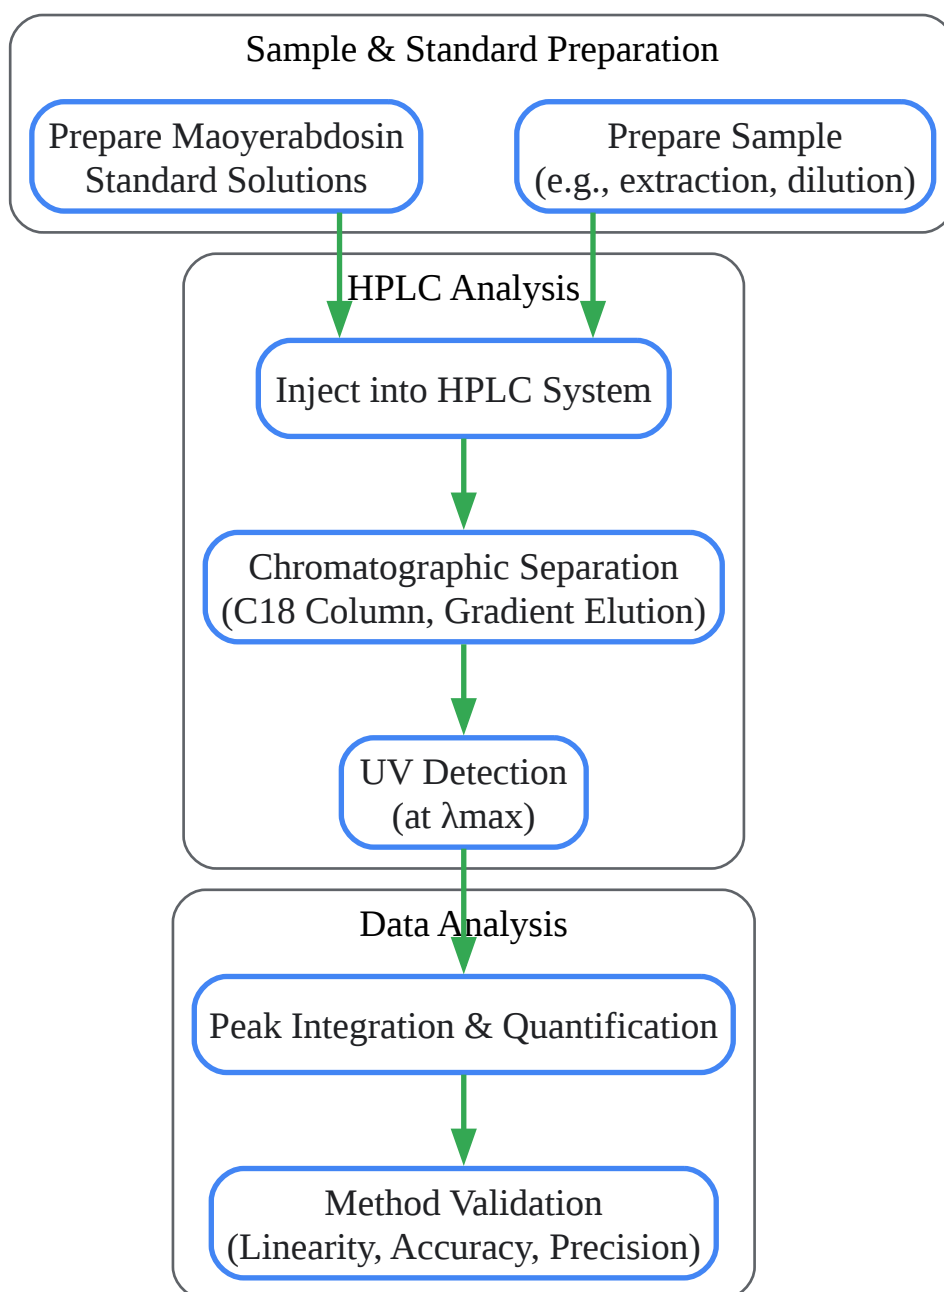 Sample & Standard Preparation
Prepare Maoyerabdosin
Standard Solutions
Prepare Sample
(e.g., extraction, dilution)
HPLC Analysis
Inject into HPLC System
Chromatographic Separation
(C18 Column, Gradient Elution)
UV Detection
(at λmax)
Data Analysis
Peak Integration & Quantification
Method Validation
(Linearity, Accuracy, Precision)